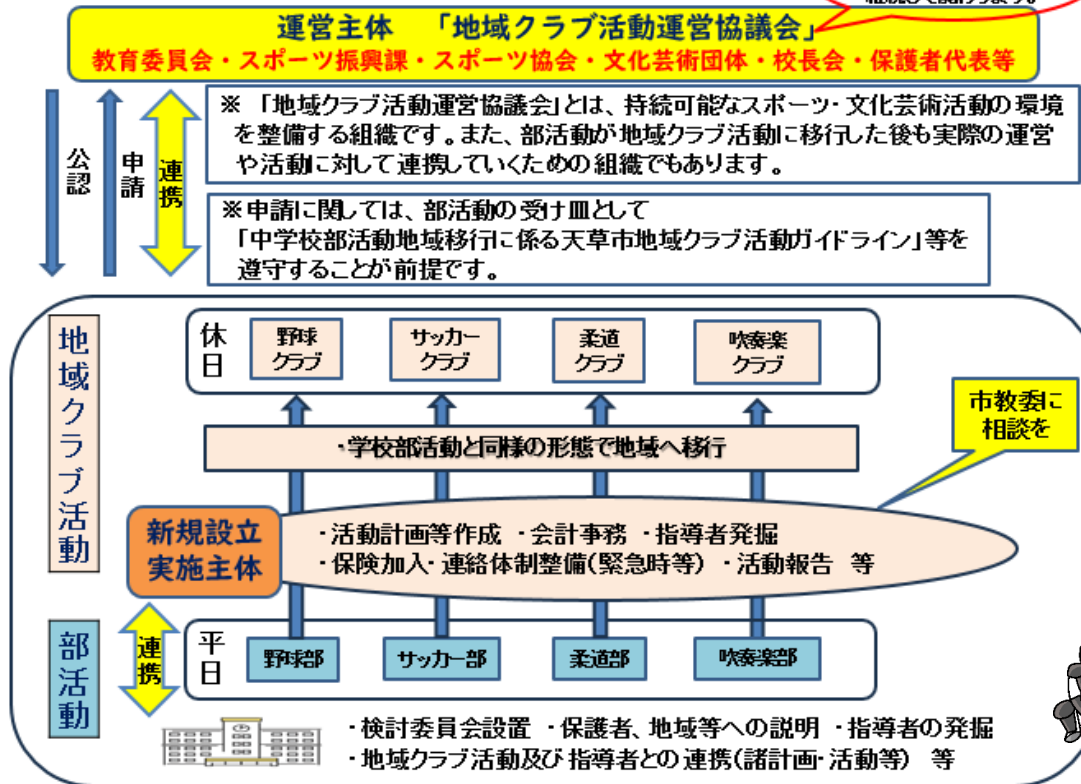 運営主体　「地域クラブ活動運営協議会」
教育委員会・スポーツ振興課・スポーツ協会・文化芸術団体・校長会・保護者代表等
公認
申請
連携
※「地域クラブ活動運営協議会」とは、持続可能なスポーツ・文化芸術活動の環境
を整備する組織です。また、部活動が地域クラブ活動に移行した後も実際の運営
や活動に対して連携していくための組織でもあります。
※申請に関しては、部活動の受け皿として
「中学校部活動地域移行に係る天草市地域クラブ活動ガイドライン」等を
遵守することが前提です。
地域クラブ活動
休日
野球
クラブ
サッカー
クラブ
柔道
クラブ
吹奏楽
クラブ
市教委に
相談を
・学校部活動と同様の形態で地域へ移行
新規設立
実施主体
・活動計画等作成 ・会計事務 ・指導者発掘
・保険加入・連絡体制整備(緊急時等) ・活動報告 等
部活動
連携
平日
野球部
サッカー部
柔道部
吹奏楽部
・検討委員会設置 ・保護者、地域等への説明 ・指導者の発掘
・地域クラブ活動及び指導者との連携(諸計画・活動等) 等